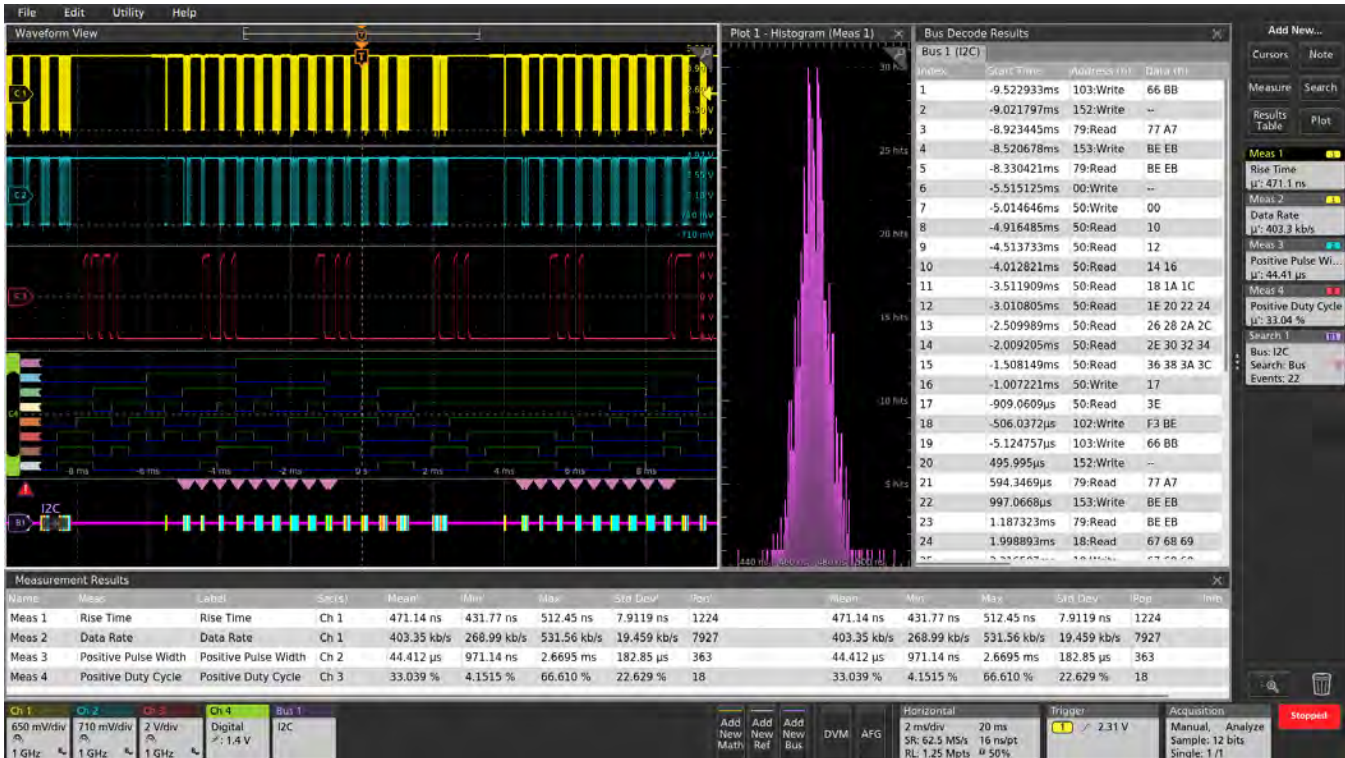 File Edit Utility Help
Waveform View
Plot 1 - Histogram (Meas 1)
Bus Decode Results
Add New...
Bus 1 (I2C)
Cursors Note
Index Start Time Address (h) Data (h)
1 -9.522933ms 103:Write 66 BB
2 -9.021797ms 152:Write --
3 -8.923445ms 79:Read 77 A7
4 -8.520678ms 153:Write BE EB
5 -8.330421ms 79:Read BE EB
6 -5.515125ms 00:Write --
7 -5.014646ms 50:Write 00
8 -4.916485ms 50:Read 10
9 -4.513733ms 50:Read 12
10 -4.012821ms 50:Read 14 16
11 -3.511909ms 50:Read 18 1A 1C
12 -3.010805ms 50:Read 1E 20 22 24
13 -2.509989ms 50:Read 26 28 2A 2C
14 -2.009205ms 50:Read 2E 30 32 34
15 -1.508149ms 50:Read 36 38 3A 3C
16 -1.007221ms 50:Write 17
17 -909.0609µs 50:Read 3E
18 -506.0372µs 102:Write F3 BE
19 -5.124757µs 103:Write 66 BB
20 495.995µs 152:Write --
21 594.3469µs 79:Read 77 A7
22 997.0668µs 153:Write BE EB
23 1.187323ms 79:Read BE EB
24 1.998893ms 18:Read 67 68 69
Measure Search
Results Table Plot
Meas 1 1
Rise Time
µ': 471.1 ns
Meas 2 1
Data Rate
µ': 403.3 kb/s
Meas 3
Positive Pulse Wi...
µ': 44.41 µs
Meas 4
Positive Duty Cycle
µ': 33.04 %
Search 1 B1
Bus: I2C
Search: Bus
Events: 22
T
C1
C2
C3
C4
-710 mV
30 hits
25 hits
20 hits
15 hits
10 hits
5 hits
-8 ms -6 ms -4 ms -2 ms 0 s 2 ms 4 ms 6 ms 8 ms
I2C
B1
440 ns 460 ns 480 ns 500 ns
Measurement Results
Name Meas Label Src(s) Mean' Min' Max' Std Dev' Pop' Mean Min Max Std Dev Pop Info
Meas 1 Rise Time Rise Time Ch 1 471.14 ns 431.77 ns 512.45 ns 7.9119 ns 1224 471.14 ns 431.77 ns 512.45 ns 7.9119 ns 1224
Meas 2 Data Rate Data Rate Ch 1 403.35 kb/s 268.99 kb/s 531.56 kb/s 19.459 kb/s 7927 403.35 kb/s 268.99 kb/s 531.56 kb/s 19.459 kb/s 7927
Meas 3 Positive Pulse Width Positive Pulse Width Ch 2 44.412 µs 971.14 ns 2.6695 ms 182.85 µs 363 44.412 µs 971.14 ns 2.6695 ms 182.85 µs 363
Meas 4 Positive Duty Cycle Positive Duty Cycle Ch 3 33.039 % 4.1515 % 66.610 % 22.629 % 18 33.039 % 4.1515 % 66.610 % 22.629 % 18
Ch 1
650 mV/div
1 GHz
Ch 2
710 mV/div
1 GHz
Ch 3
2 V/div
1 GHz
Ch 4
Digital
: 1.4 V
Bus 1
I2C
Add New Math
Add New Ref
Add New Bus
DVM
AFG
Horizontal
2 ms/div 20 ms
SR: 62.5 MS/s 16 ns/pt
RL: 1.25 Mpts 50%
Trigger
1 2.31 V
Acquisition
Manual, Analyze
Sample: 12 bits
Single: 1 /1
Stopped